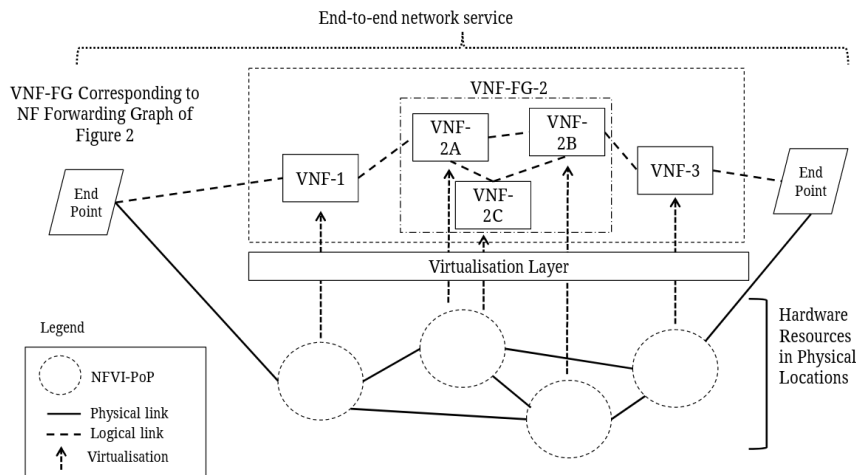 End-to-end network service
VNF-FG Corresponding to
NF Forwarding Graph of
Figure 2
VNF-FG-2
VNF-
2A
VNF-
2B
VNF-1
VNF-
2C
VNF-3
End
Point
End
Point
Virtualisation Layer
Hardware
Resources
in Physical
Locations
Legend
NFVI-PoP
Physical link
Logical link
Virtualisation